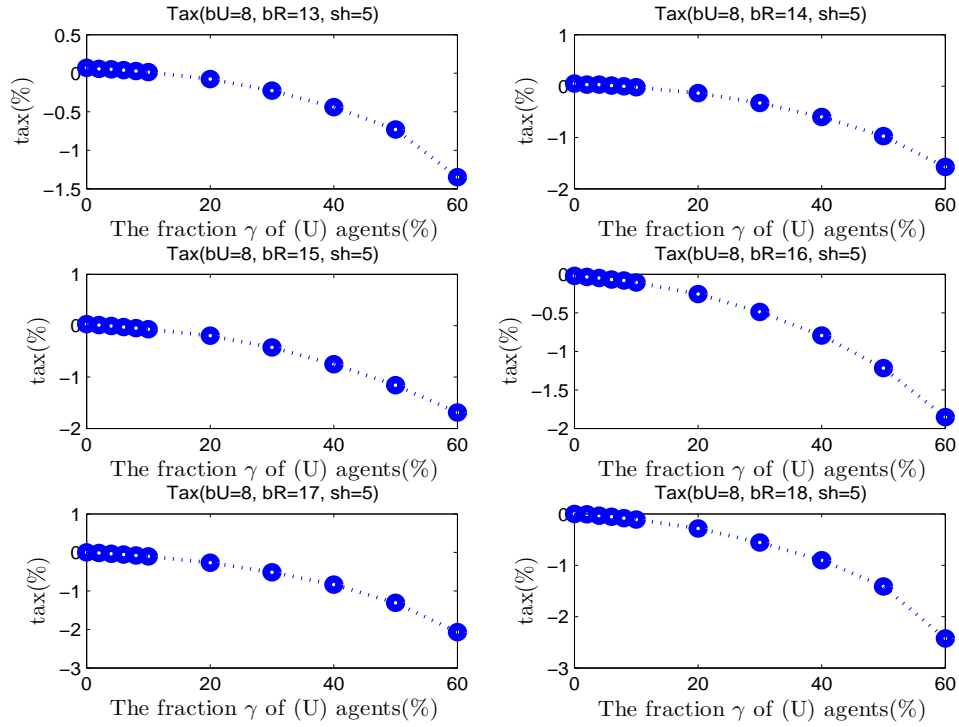 Tax(bU=8, bR=13, sh=5)
0.5
0
−0.5
−1
−1.5
tax(%)
0 20 40 60
The fraction γ of (U) agents(%)
Tax(bU=8, bR=14, sh=5)
1
0
−1
−2
tax(%)
0 20 40 60
The fraction γ of (U) agents(%)
Tax(bU=8, bR=15, sh=5)
1
0
−1
−2
tax(%)
0 20 40 60
The fraction γ of (U) agents(%)
Tax(bU=8, bR=16, sh=5)
0
−0.5
−1
−1.5
−2
tax(%)
0 20 40 60
The fraction γ of (U) agents(%)
Tax(bU=8, bR=17, sh=5)
1
0
−1
−2
−3
tax(%)
0 20 40 60
The fraction γ of (U) agents(%)
Tax(bU=8, bR=18, sh=5)
0
−1
−2
−3
tax(%)
0 20 40 60
The fraction γ of (U) agents(%)